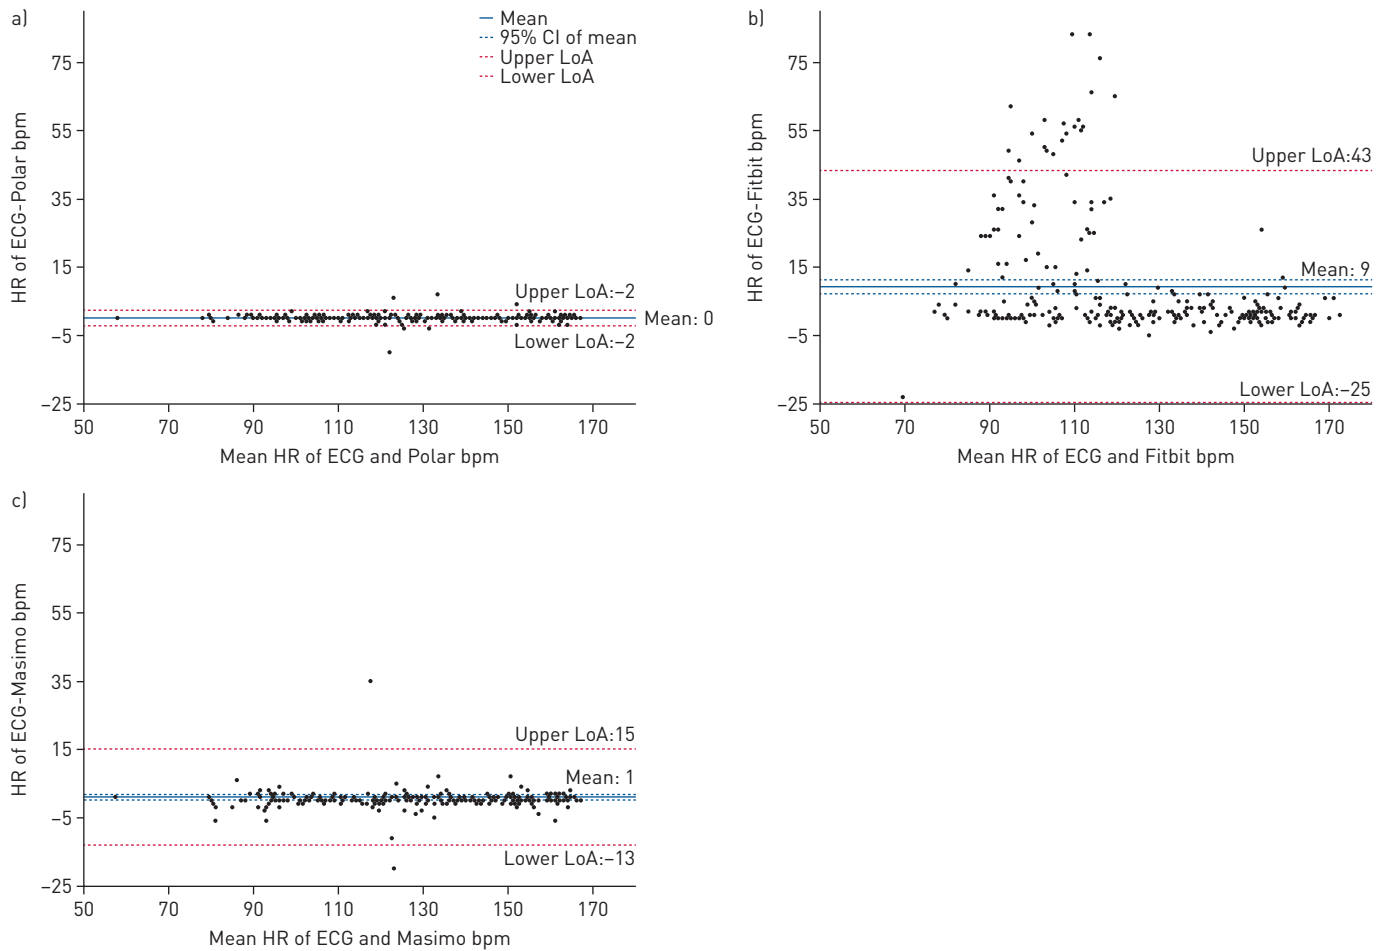 a)
Mean
95% CI of mean
Upper LoA
Lower LoA
75
55
35
15
–5
–25
HR of ECG-Polar bpm
Upper LoA:–2
Mean: 0
Lower LoA:–2
50 70 90 110 130 150 170
Mean HR of ECG and Polar bpm
b)
75
55
35
15
–5
–25
HR of ECG-Fitbit bpm
Upper LoA:43
Mean: 9
Lower LoA:–25
50 70 90 110 130 150 170
Mean HR of ECG and Fitbit bpm
c)
75
55
35
15
–5
–25
HR of ECG-Masimo bpm
Upper LoA:15
Mean: 1
Lower LoA:–13
50 70 90 110 130 150 170
Mean HR of ECG and Masimo bpm